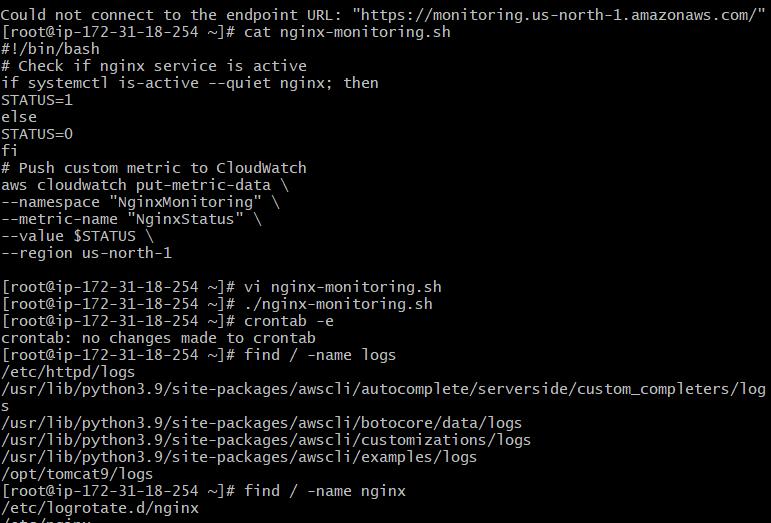 Could not connect to the endpoint URL: "https://monitoring.us-north-1.amazonaws.com/"
[root@ip-172-31-18-254 ~]# cat nginx-monitoring.sh
#!/bin/bash
# Check if nginx service is active
if systemctl is-active --quiet nginx; then
STATUS=1
else
STATUS=0
fi
# Push custom metric to CloudWatch
aws cloudwatch put-metric-data \
--namespace "NginxMonitoring" \
--metric-name "NginxStatus" \
--value $STATUS \
--region us-north-1
[root@ip-172-31-18-254 ~]# vi nginx-monitoring.sh
[root@ip-172-31-18-254 ~]# ./nginx-monitoring.sh
[root@ip-172-31-18-254 ~]# crontab -e
crontab: no changes made to crontab
[root@ip-172-31-18-254 ~]# find / -name logs
/etc/httpd/logs
/usr/lib/python3.9/site-packages/awscli/autocomplete/serverside/custom_completers/log
s
/usr/lib/python3.9/site-packages/awscli/botocore/data/logs
/usr/lib/python3.9/site-packages/awscli/customizations/logs
/usr/lib/python3.9/site-packages/awscli/examples/logs
/opt/tomcat9/logs
[root@ip-172-31-18-254 ~]# find / -name nginx
/etc/logrotate.d/nginx